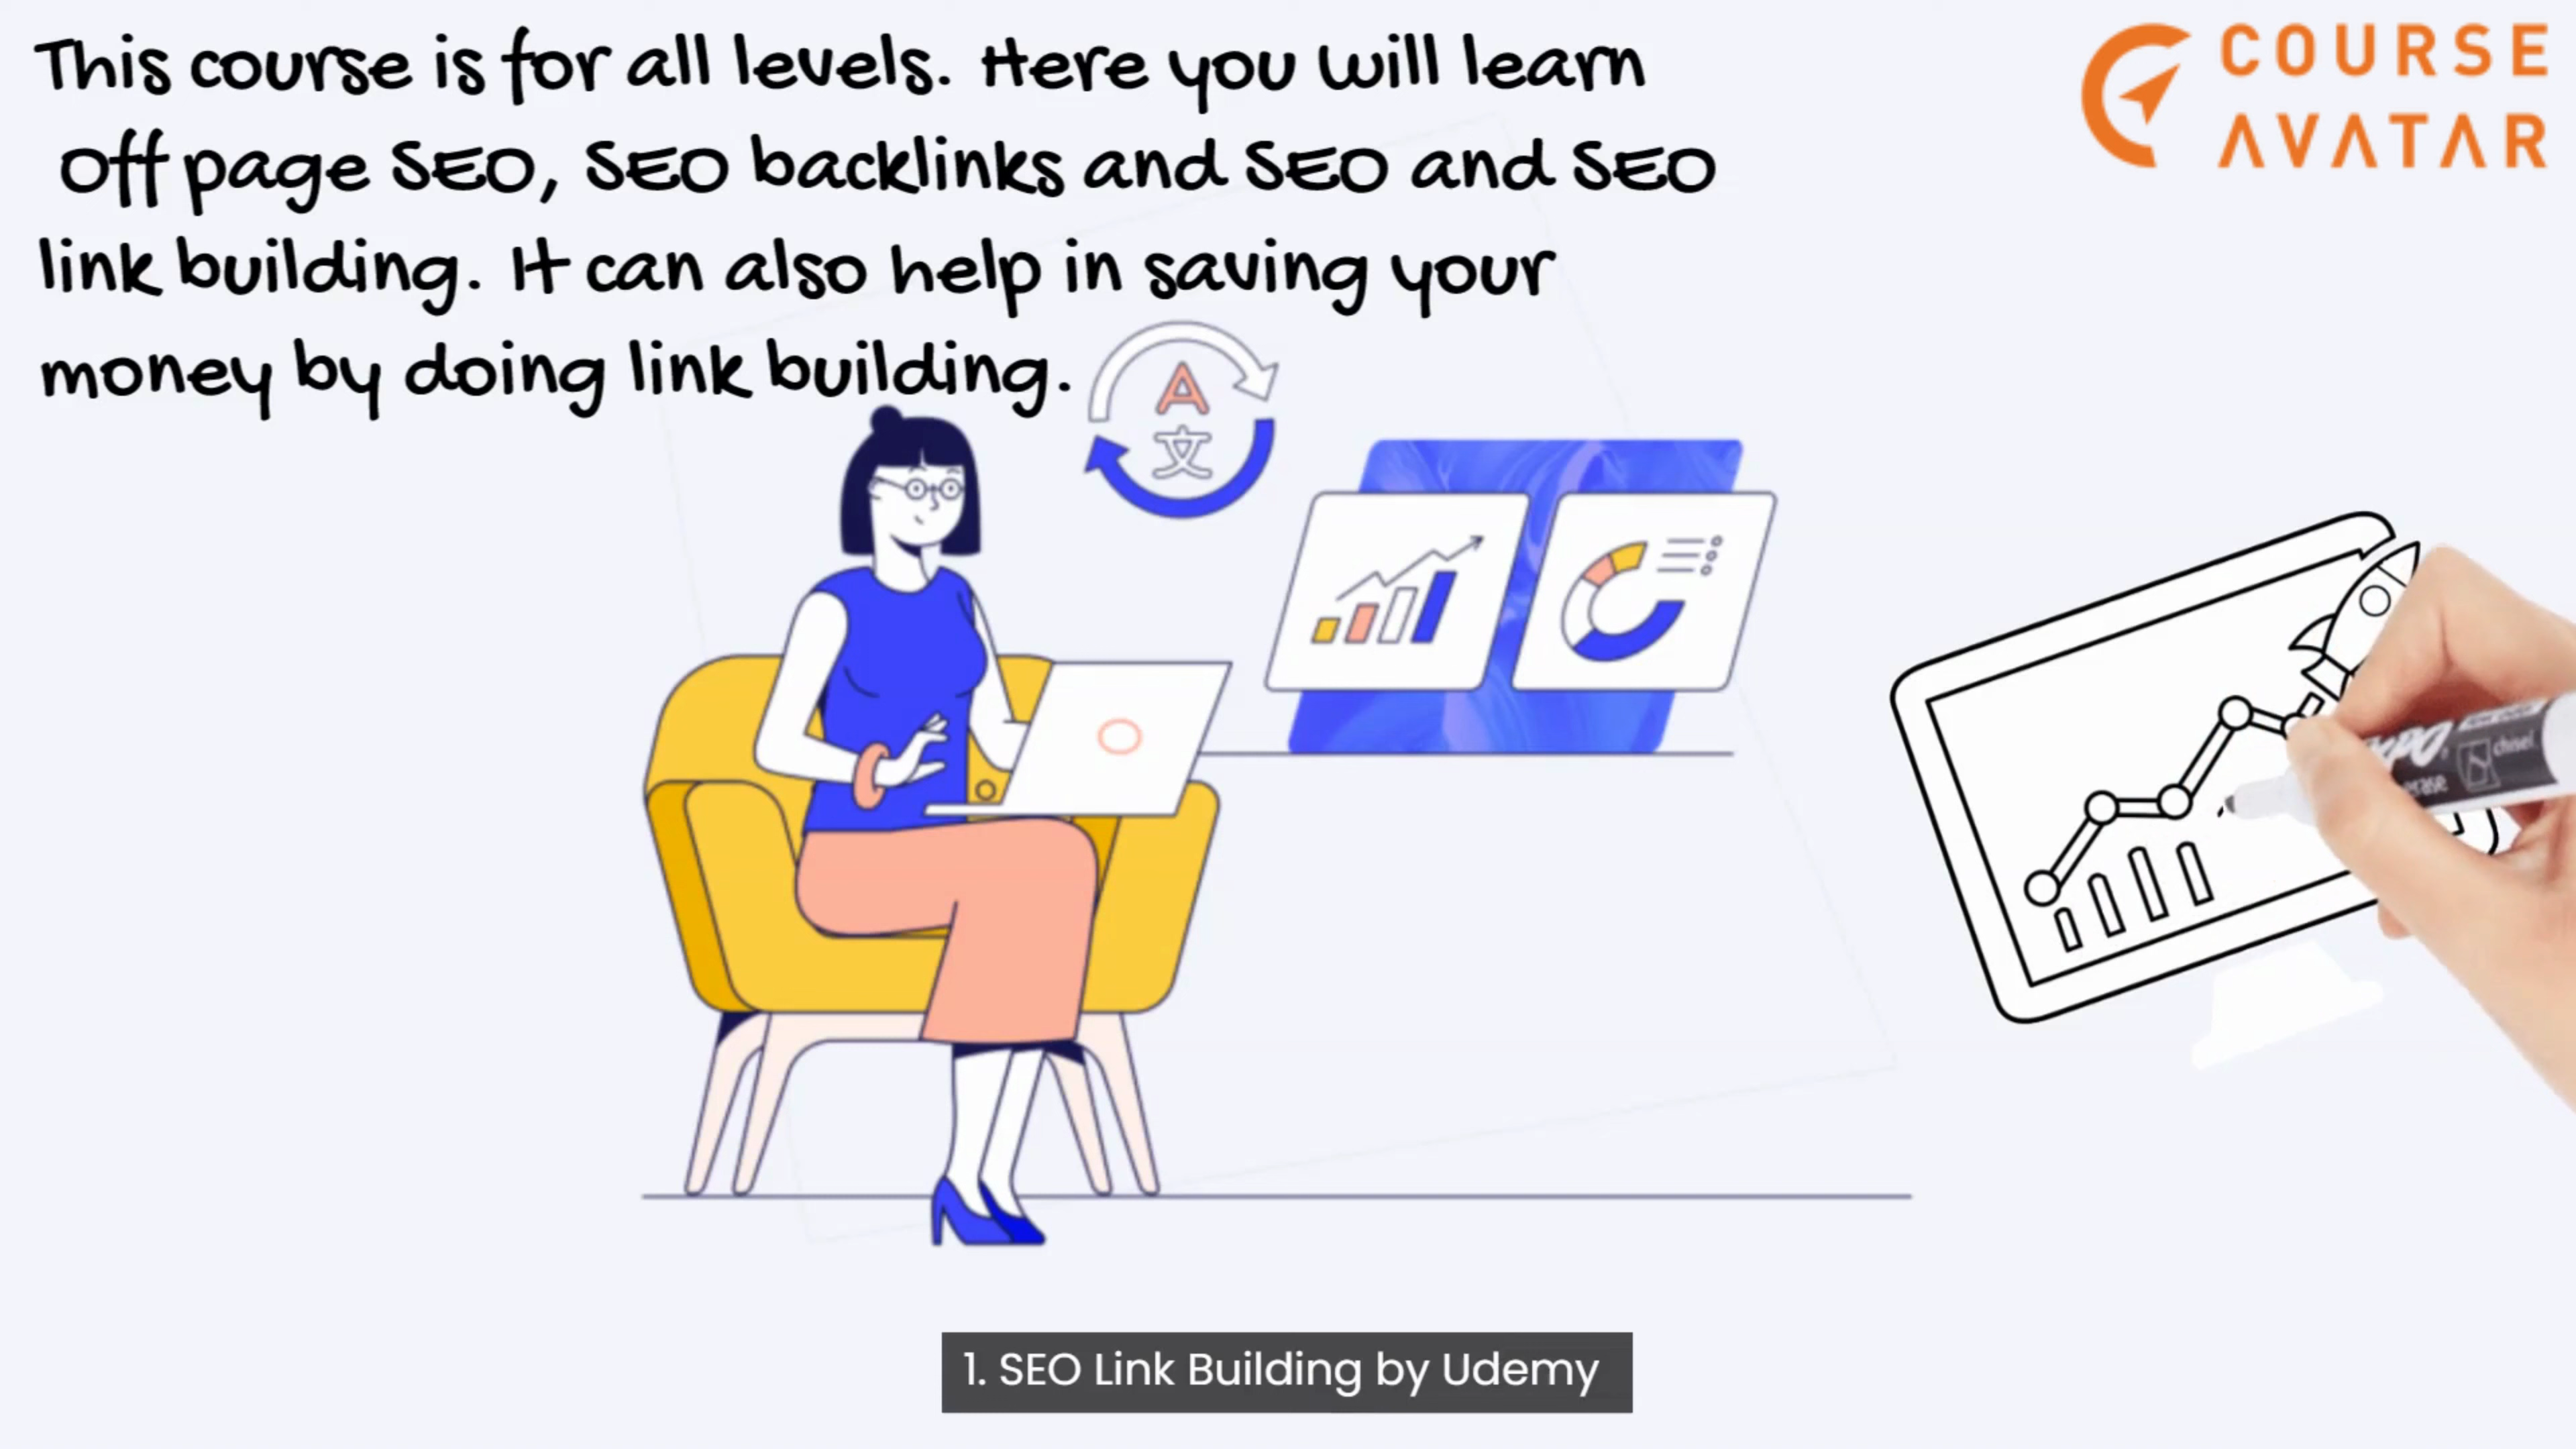 This course is for all levels. Here you will learn
Off page SEO, SEO backlinks and SEO and SEO
link building. It can also help in saving your
money by doing link building.
COURSE
AVATAR
A
文
chisel
erase
1. SEO Link Building by Udemy